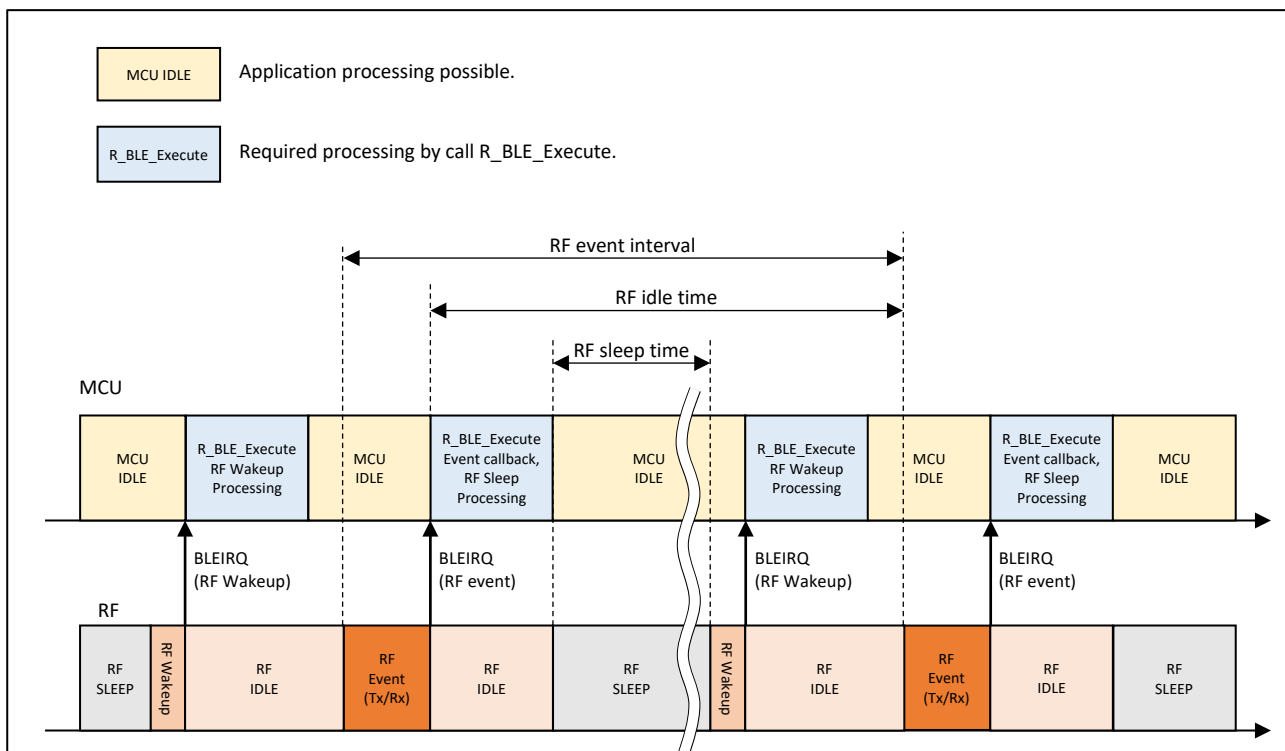 MCU IDLE
Application processing possible.
R_BLE_Execute
Required processing by call R_BLE_Execute.
RF event interval
RF idle time
RF sleep time
MCU
MCU
IDLE
R_BLE_Execute
RF Wakeup
Processing
MCU
IDLE
R_BLE_Execute
Event callback,
RF Sleep
Processing
MCU
IDLE
R_BLE_Execute
RF Wakeup
Processing
MCU
IDLE
R_BLE_Execute
Event callback,
RF Sleep
Processing
MCU
IDLE
BLEIRQ
(RF Wakeup)
BLEIRQ
(RF event)
BLEIRQ
(RF Wakeup)
BLEIRQ
(RF event)
RF
RF
SLEEP
RF Wakeup
RF
IDLE
RF
Event
(Tx/Rx)
RF
IDLE
RF
SLEEP
RF Wakeup
RF
IDLE
RF
Event
(Tx/Rx)
RF
IDLE
RF
SLEEP